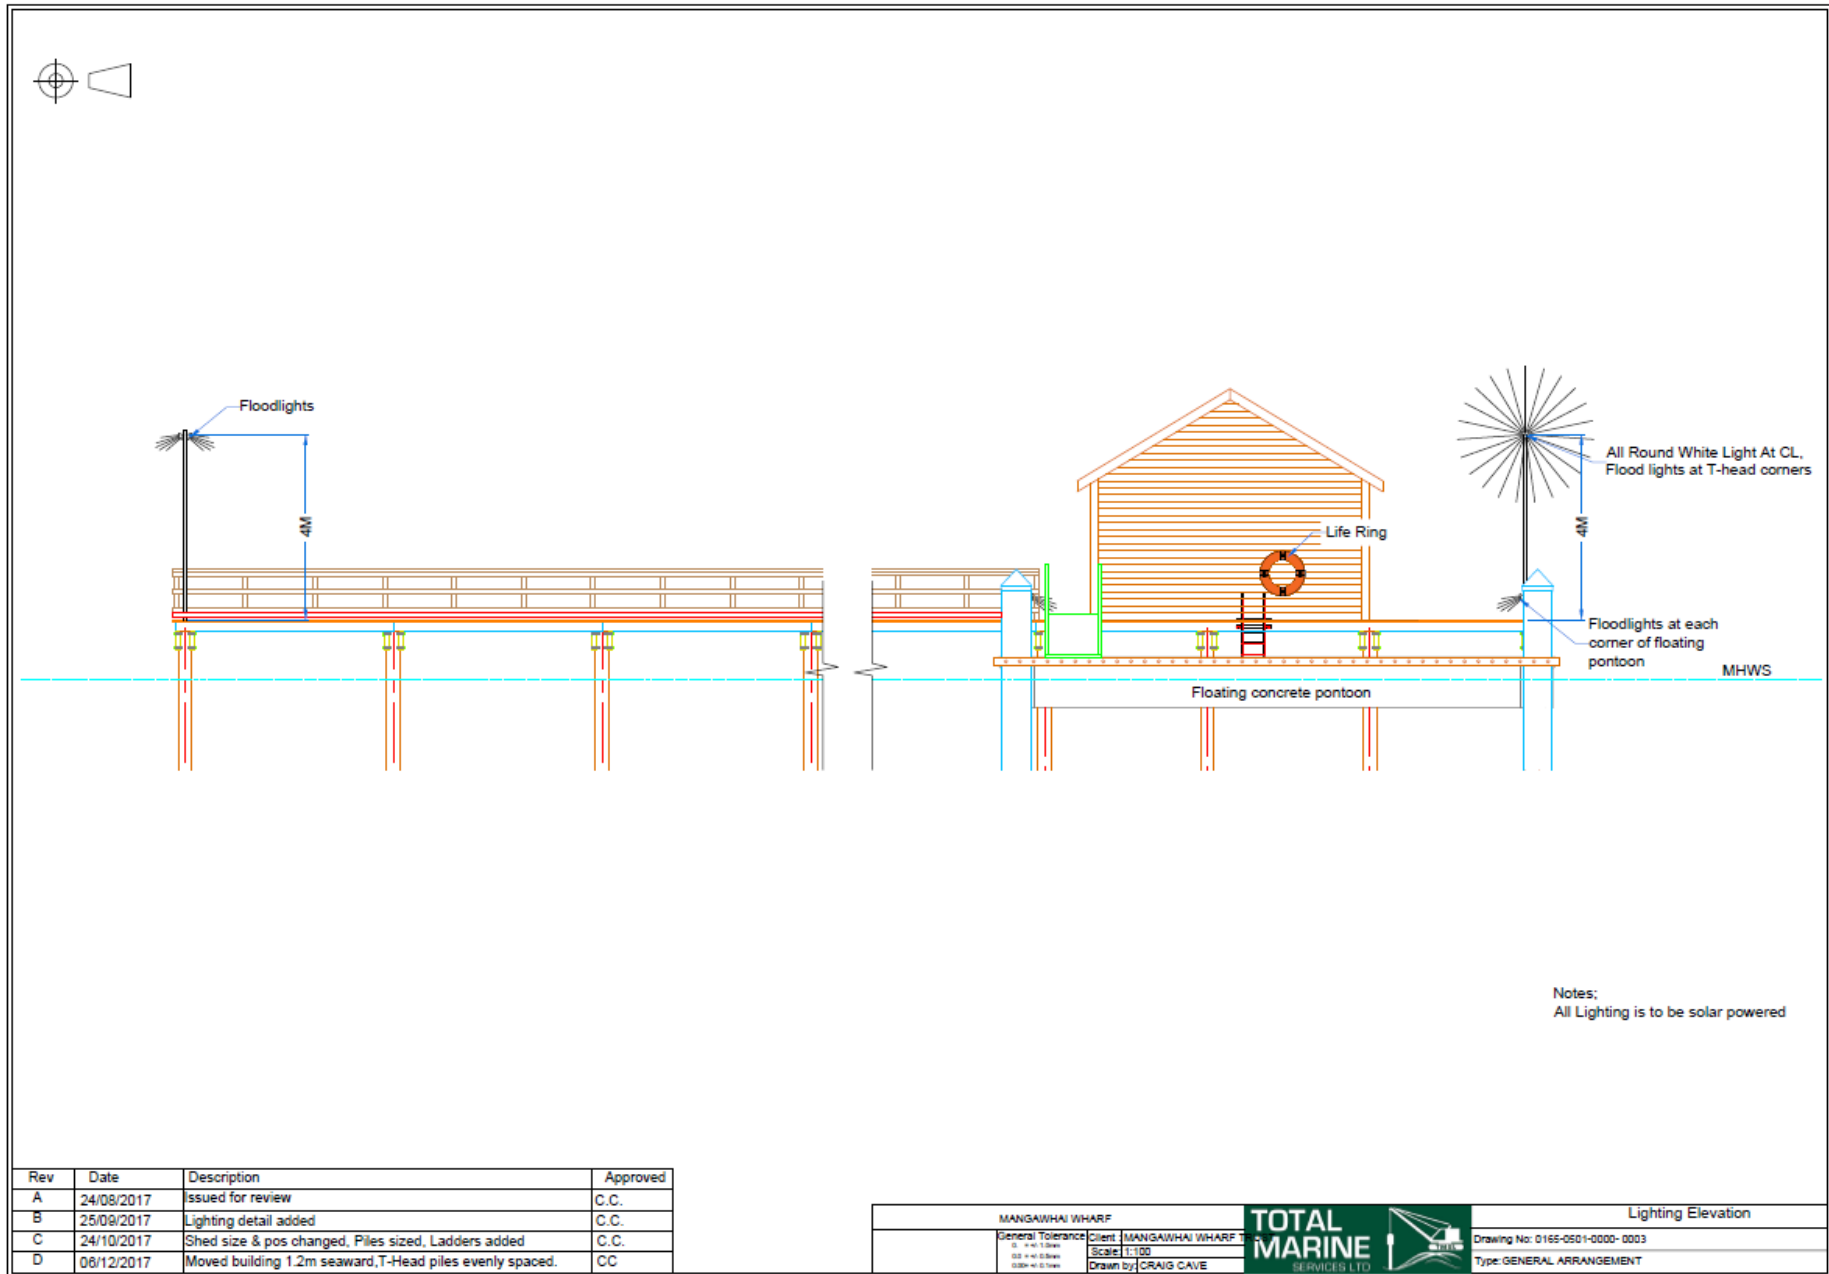 Floodlights
4M
All Round White Light At CL,
Flood lights at T-head corners
4M
Life Ring
Floodlights at each
corner of floating
pontoon
MHWS
Floating concrete pontoon
Notes;
All Lighting is to be solar powered
Rev Date Description Approved
A 24/08/2017 Issued for review C.C.
B 25/09/2017 Lighting detail added C.C.
C 24/10/2017 Shed size & pos changed, Piles sized, Ladders added C.C.
D 06/12/2017 Moved building 1.2m seaward,T-Head piles evenly spaced. CC
MANGAWHAI WHARF
General Tolerance
Client : MANGAWHAI WHARF
Scale: 1:100
Drawn by: CRAIG CAVE
TOTAL
MARINE
SERVICES LTD
Lighting Elevation
Drawing No: 0165-0501-0000- 0003
Type: GENERAL ARRANGEMENT